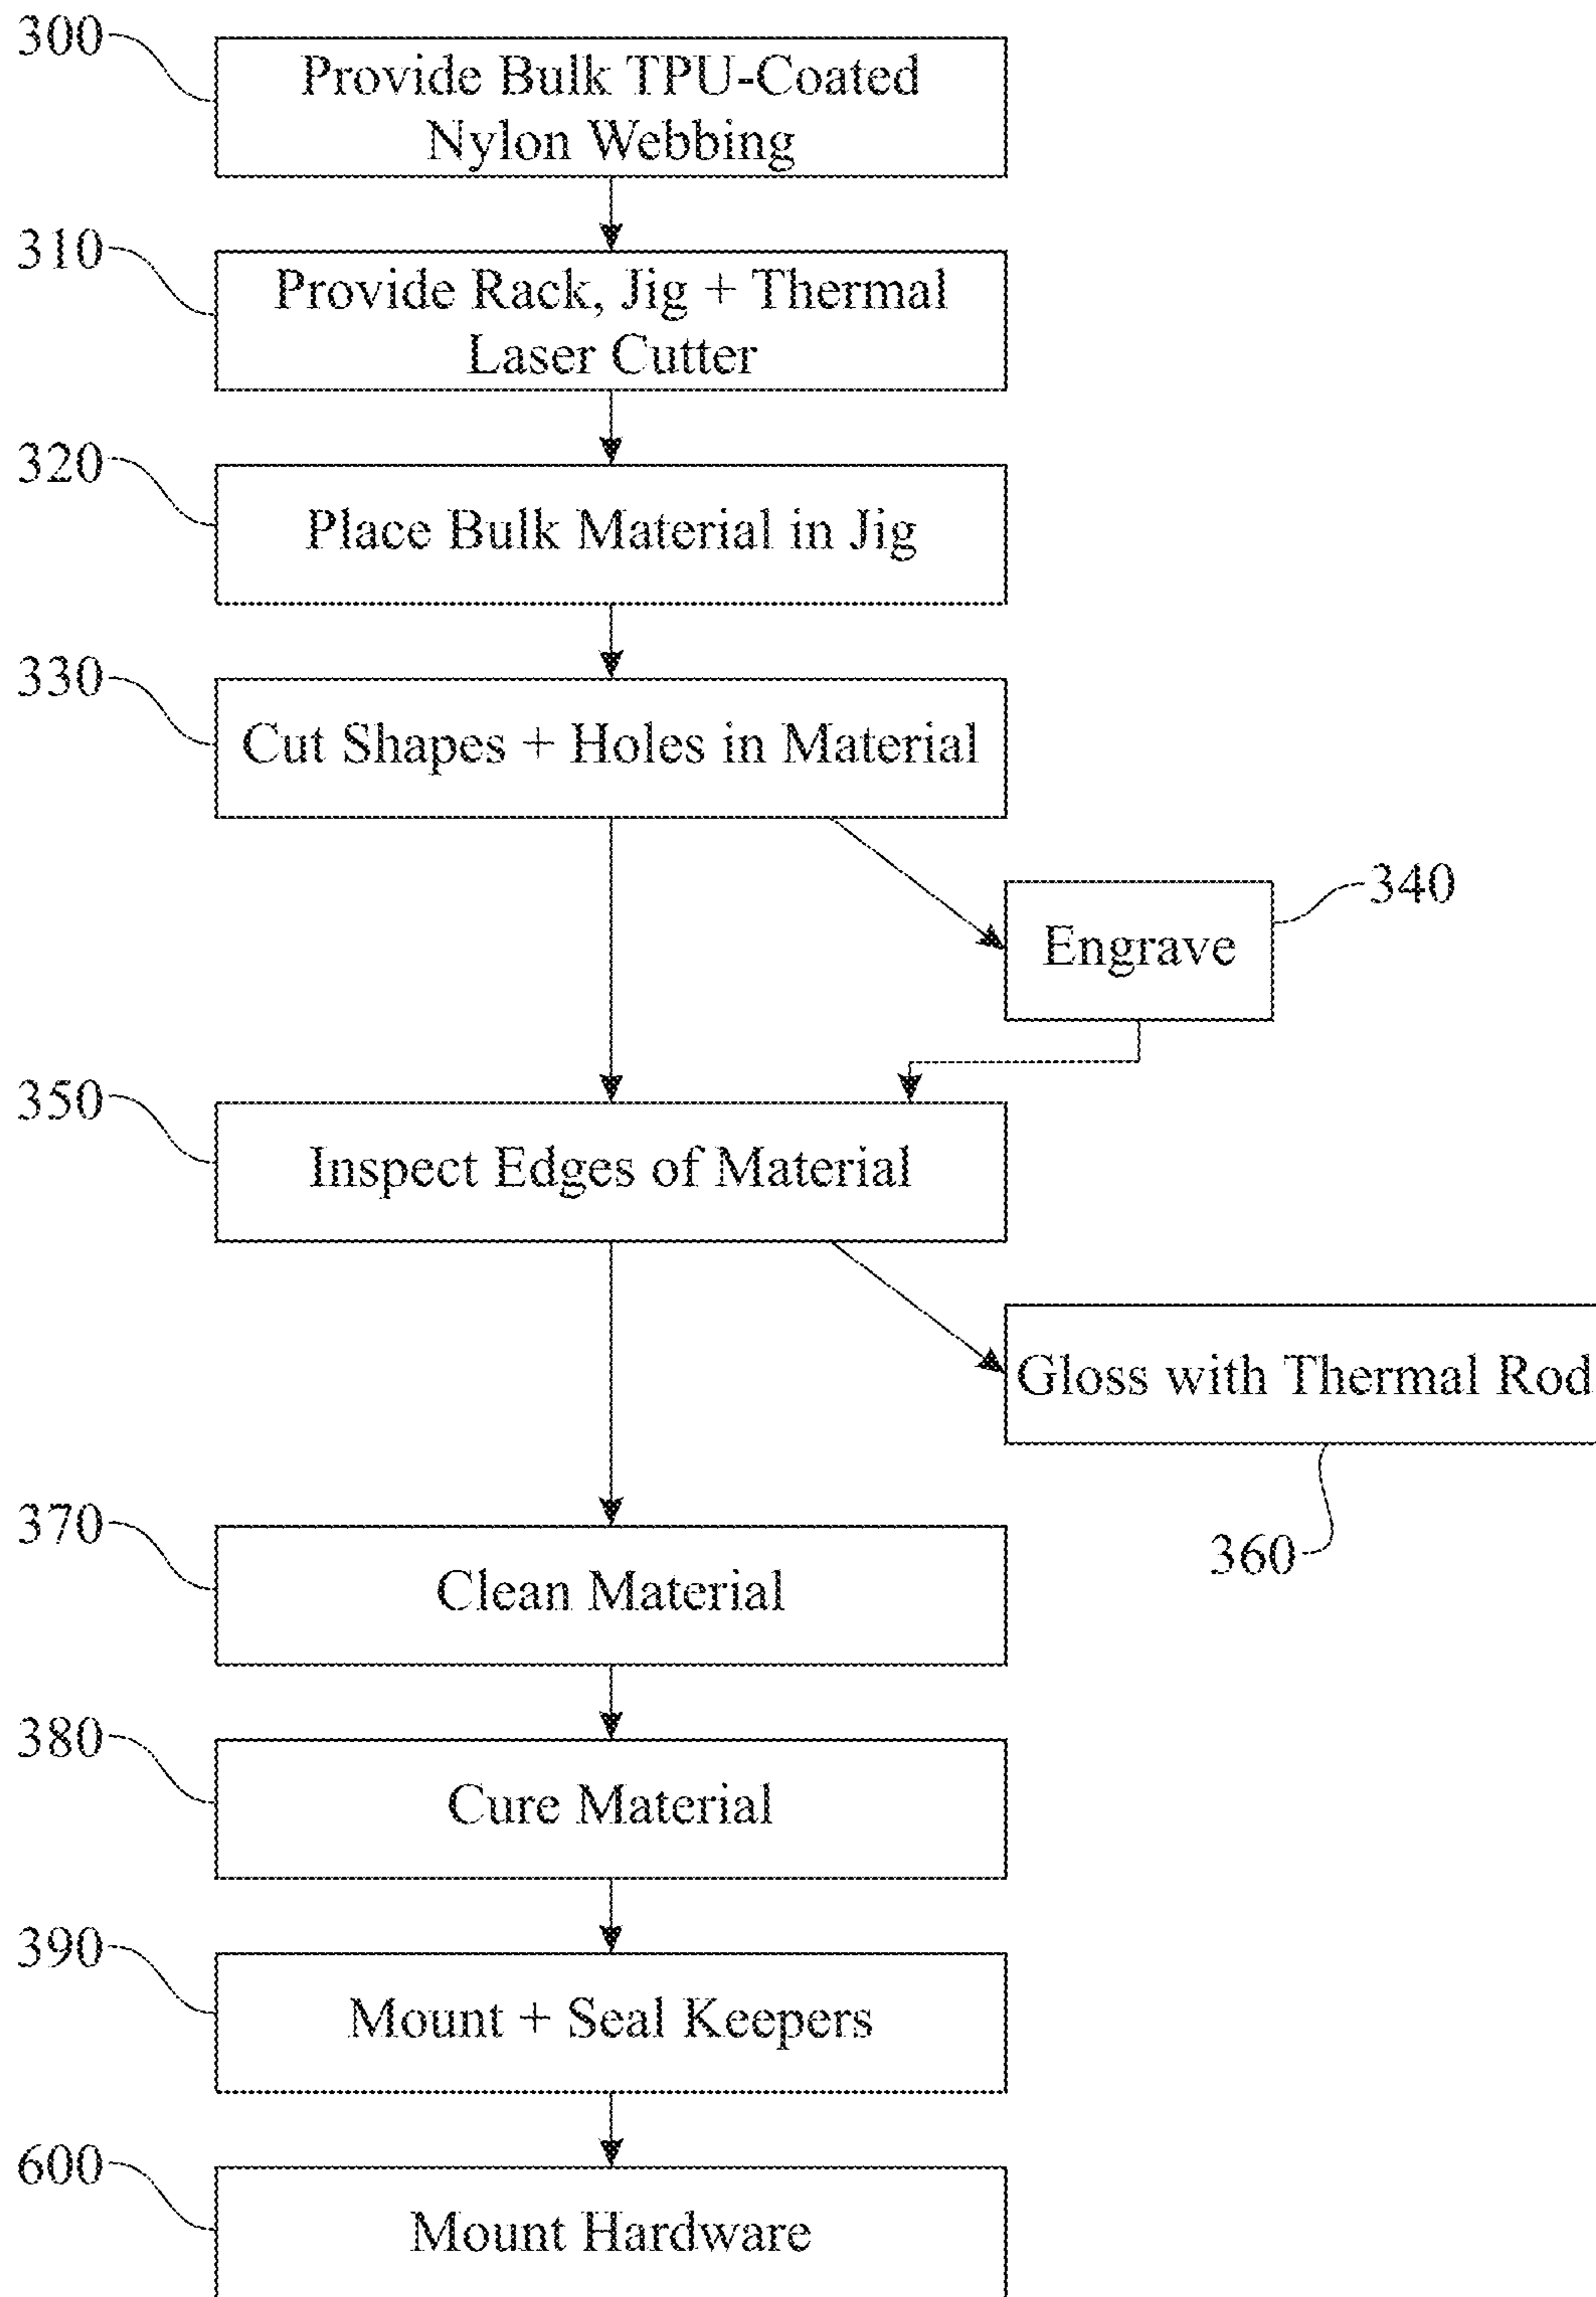 300
Provide Bulk TPU-Coated
Nylon Webbing
310
Provide Rack, Jig + Thermal
Laser Cutter
320
Place Bulk Material in Jig
330
Cut Shapes + Holes in Material
340
Engrave
350
Inspect Edges of Material
Gloss with Thermal Rod
360
370
Clean Material
380
Cure Material
390
Mount + Seal Keepers
600
Mount Hardware